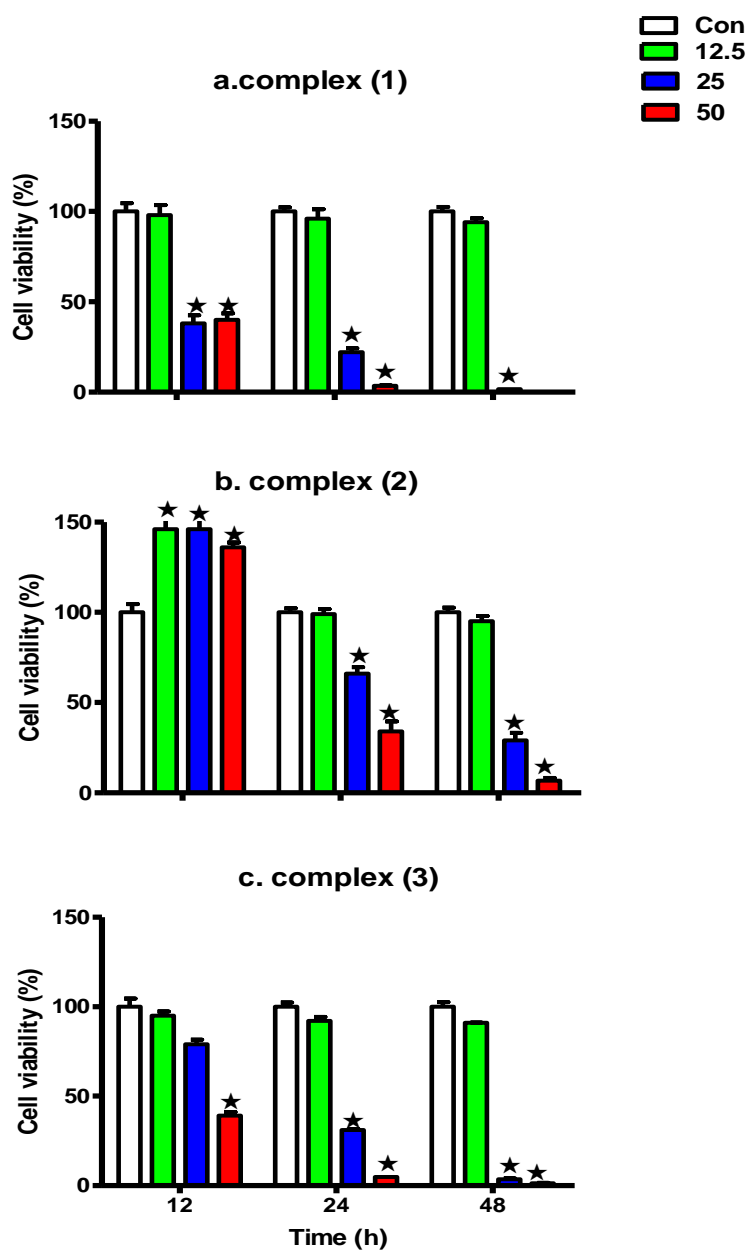 Con
12.5
25
50
a.complex (1)
150
100
50
0
Cell viability (%)
b. complex (2)
150
100
50
0
Cell viability (%)
c. complex (3)
150
100
50
0
Cell viability (%)
12 24 48
Time (h)